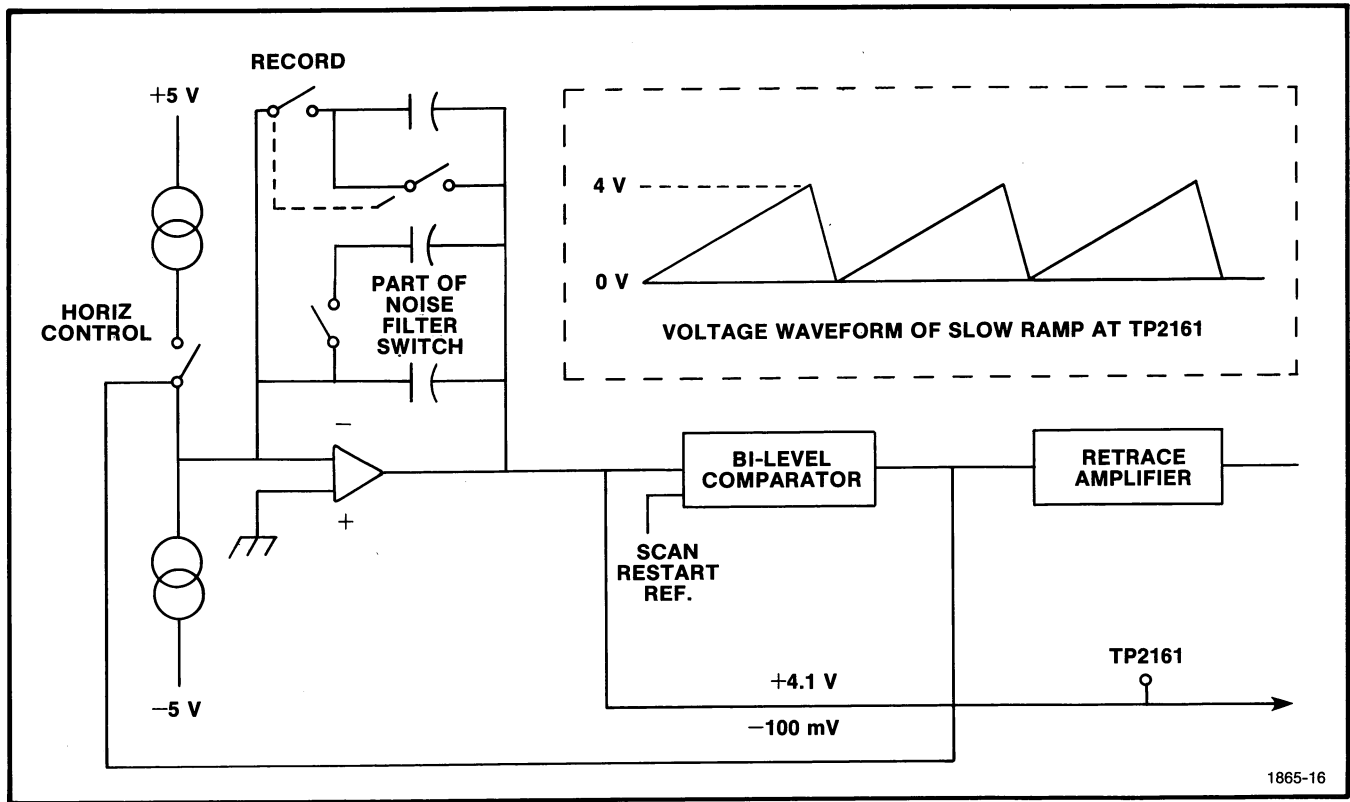 RECORD
+5 V
HORIZ
CONTROL
PART OF
NOISE
FILTER
SWITCH
−
+
−5 V
4 V
0 V
VOLTAGE WAVEFORM OF SLOW RAMP AT TP2161
BI-LEVEL
COMPARATOR
RETRACE
AMPLIFIER
SCAN
RESTART
REF.
+4.1 V
−100 mV
TP2161
1865-16